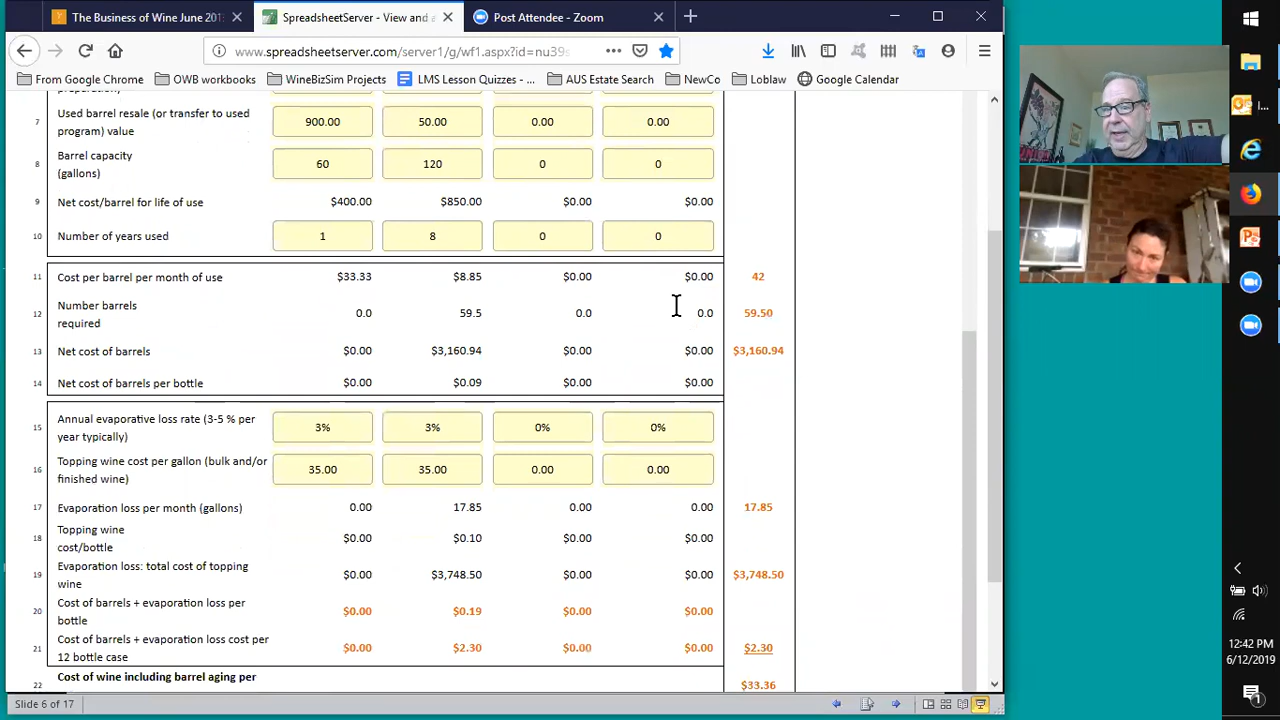 The Business of Wine June 201
SpreadsheetServer - View and a
Post Attendee - Zoom
www.spreadsheetserver.com/server1/g/wf1.aspx?id=nu39s
From Google Chrome
OWB workbooks
WineBizSim Projects
LMS Lesson Quizzes - ...
AUS Estate Search
NewCo
Loblaw
Google Calendar
preparation)
7 Used barrel resale (or transfer to used program) value 900.00 50.00 0.00 0.00
8 Barrel capacity (gallons) 60 120 0 0
9 Net cost/barrel for life of use $400.00 $850.00 $0.00 $0.00
10 Number of years used 1 8 0 0
11 Cost per barrel per month of use $33.33 $8.85 $0.00 $0.00 42
12 Number barrels required 0.0 59.5 0.0 0.0 59.50
13 Net cost of barrels $0.00 $3,160.94 $0.00 $0.00 $3,160.94
14 Net cost of barrels per bottle $0.00 $0.09 $0.00 $0.00
15 Annual evaporative loss rate (3-5 % per year typically) 3% 3% 0% 0%
16 Topping wine cost per gallon (bulk and/or finished wine) 35.00 35.00 0.00 0.00
17 Evaporation loss per month (gallons) 0.00 17.85 0.00 0.00 17.85
18 Topping wine cost/bottle $0.00 $0.10 $0.00 $0.00
19 Evaporation loss: total cost of topping wine $0.00 $3,748.50 $0.00 $0.00 $3,748.50
20 Cost of barrels + evaporation loss per bottle $0.00 $0.19 $0.00 $0.00
21 Cost of barrels + evaporation loss cost per 12 bottle case $0.00 $2.30 $0.00 $0.00 $2.30
22 Cost of wine including barrel aging per $33.36
Slide 6 of 17
12:42 PM
6/12/2019